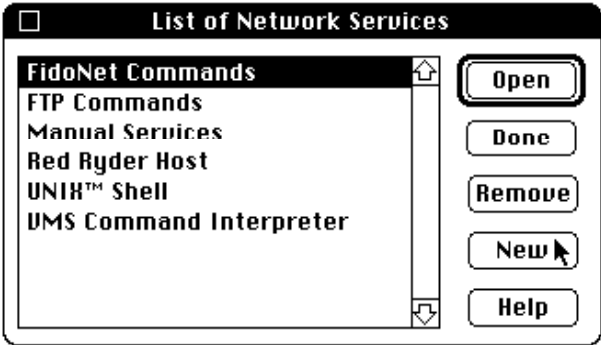 List of Network Services
FidoNet Commands
FTP Commands
Manual Services
Red Ryder Host
UNIX™ Shell
VMS Command Interpreter
Open
Done
Remove
New
Help